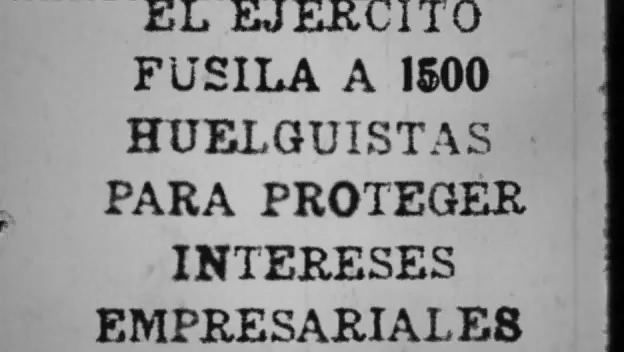 EL EJERCITO
FUSILA A 1500
HUELGUISTAS
PARA PROTEGER
INTERESES
EMPRESARIALES